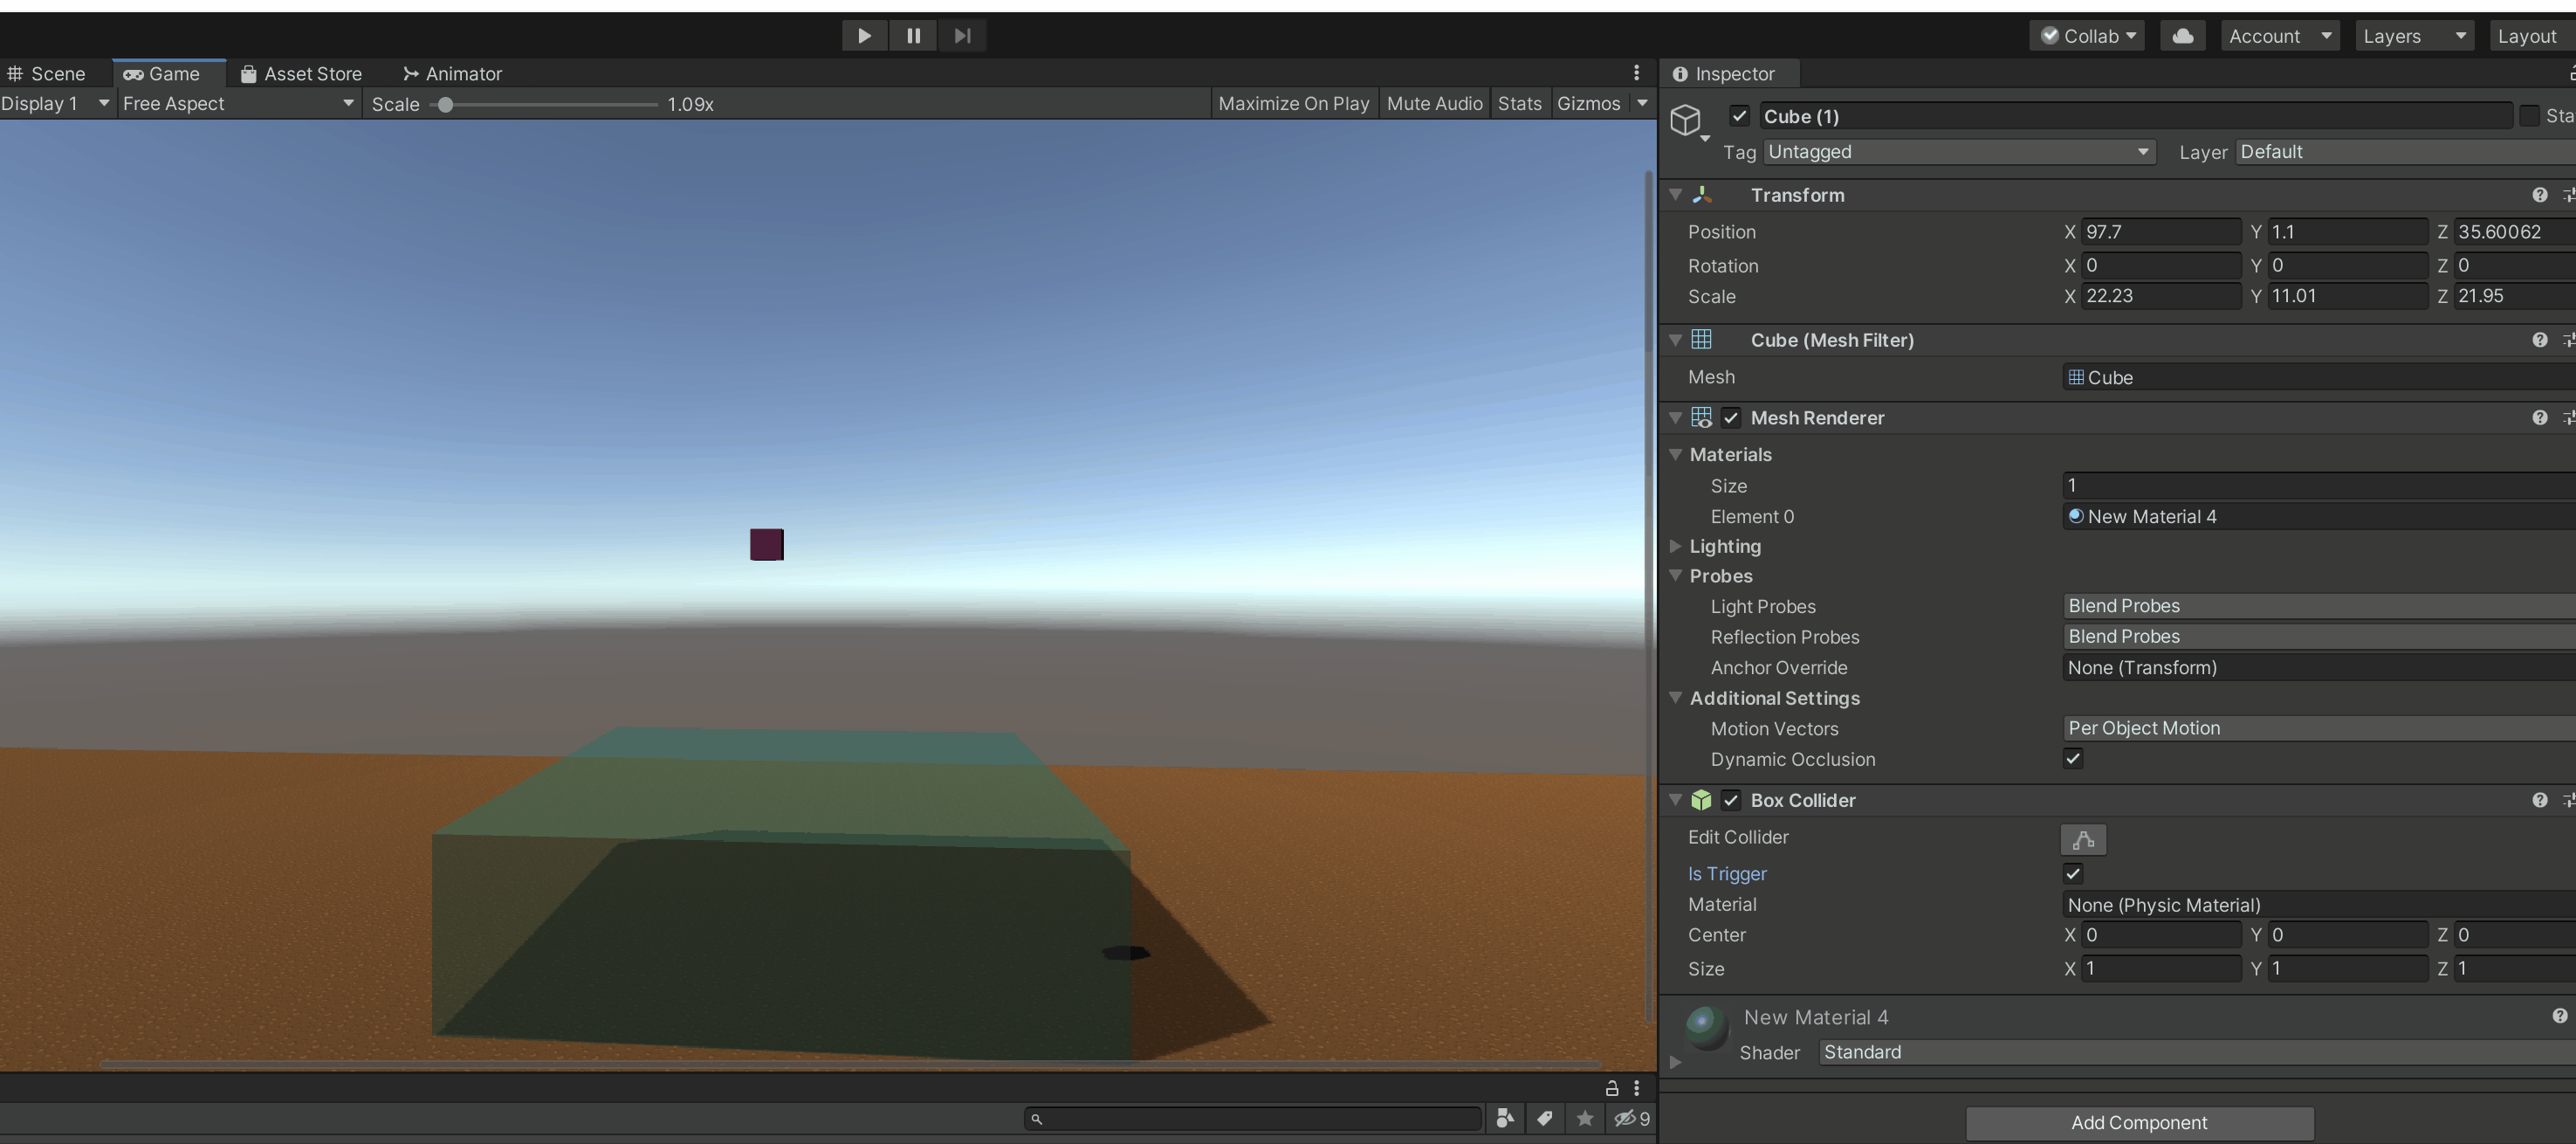 Collab
Account
Layers
Layout
Scene
Game
Asset Store
Animator
Display 1
Free Aspect
Scale
1.09x
Maximize On Play
Mute Audio
Stats
Gizmos
Inspector
Cube (1)
Sta
Tag
Untagged
Layer
Default
Transform
Position
X 97.7
Y 1.1
Z 35.60062
Rotation
X 0
Y 0
Z 0
Scale
X 22.23
Y 11.01
Z 21.95
Cube (Mesh Filter)
Mesh
Cube
Mesh Renderer
Materials
Size
1
Element 0
New Material 4
Lighting
Probes
Light Probes
Blend Probes
Reflection Probes
Blend Probes
Anchor Override
None (Transform)
Additional Settings
Motion Vectors
Per Object Motion
Dynamic Occlusion
Box Collider
Edit Collider
Is Trigger
Material
None (Physic Material)
Center
X 0
Y 0
Z 0
Size
X 1
Y 1
Z 1
New Material 4
Shader
Standard
9
Add Component